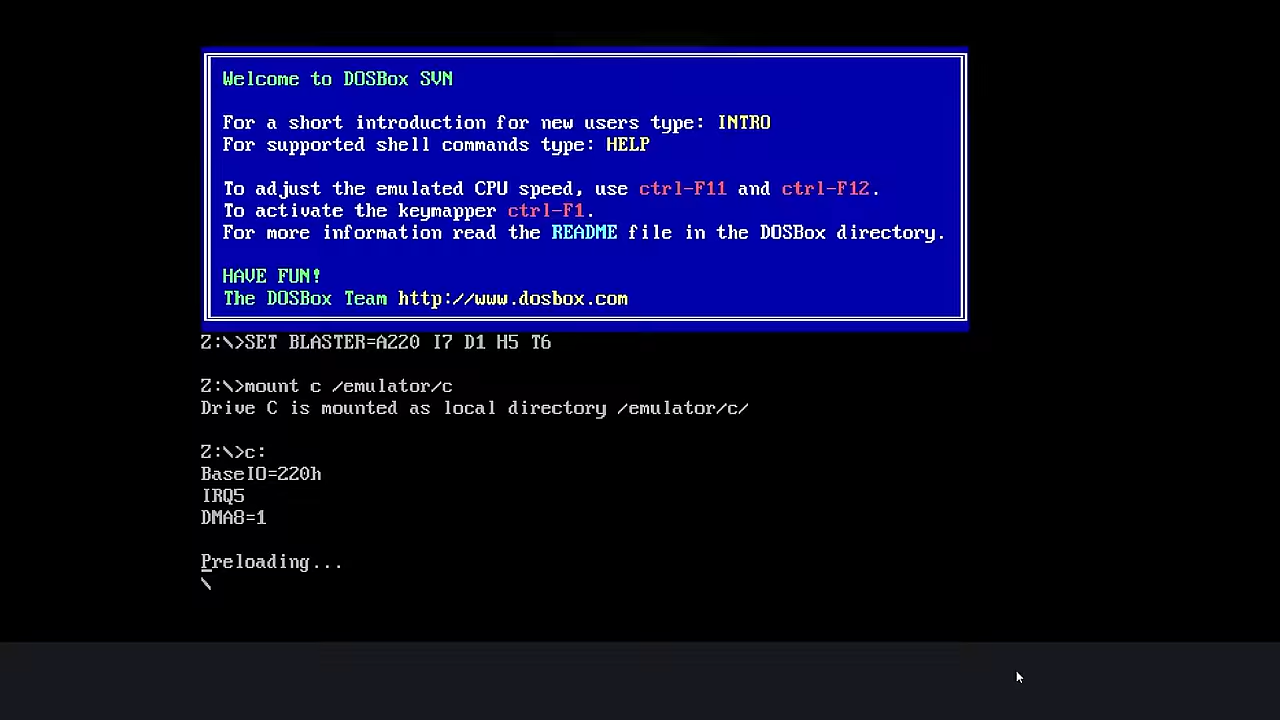 Welcome to DOSBox SVN
For a short introduction for new users type: INTRO
For supported shell commands type: HELP
To adjust the emulated CPU speed, use ctrl-F11 and ctrl-F12.
To activate the keymapper ctrl-F1.
For more information read the README file in the DOSBox directory.
HAVE FUN!
The DOSBox Team http://www.dosbox.com
Z:\>SET BLASTER=A220 I7 D1 H5 T6
Z:\>mount c /emulator/c
Drive C is mounted as local directory /emulator/c/
Z:\>c:
BaseIO=220h
IRQ5
DMA8=1
Preloading...
\